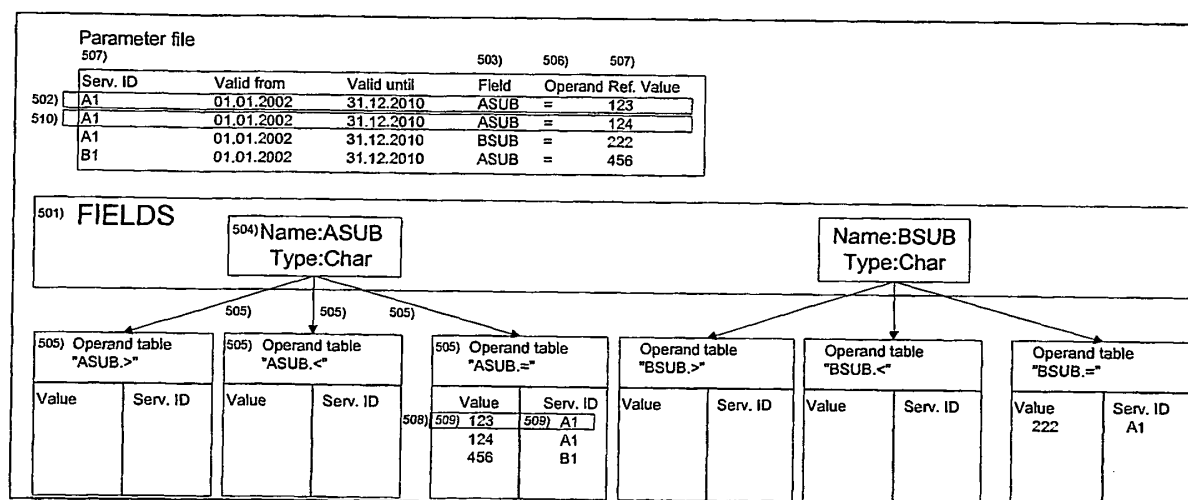 Parameter file
507) 503) 506) 507)
Serv. ID Valid from Valid until Field Operand Ref. Value
502) A1 01.01.2002 31.12.2010 ASUB = 123
510) A1 01.01.2002 31.12.2010 ASUB = 124
A1 01.01.2002 31.12.2010 BSUB = 222
B1 01.01.2002 31.12.2010 ASUB = 456
501) FIELDS
504) Name:ASUB
Type:Char
Name:BSUB
Type:Char
505) 505) 505)
505) Operand table
"ASUB.>"
Value Serv. ID
505) Operand table
"ASUB.<"
Value Serv. ID
505) Operand table
"ASUB.="
Value Serv. ID
508) 509) 123 509) A1
124 A1
456 B1
Operand table
"BSUB.>"
Value Serv. ID
Operand table
"BSUB.<"
Value Serv. ID
Operand table
"BSUB.="
Value Serv. ID
222 A1